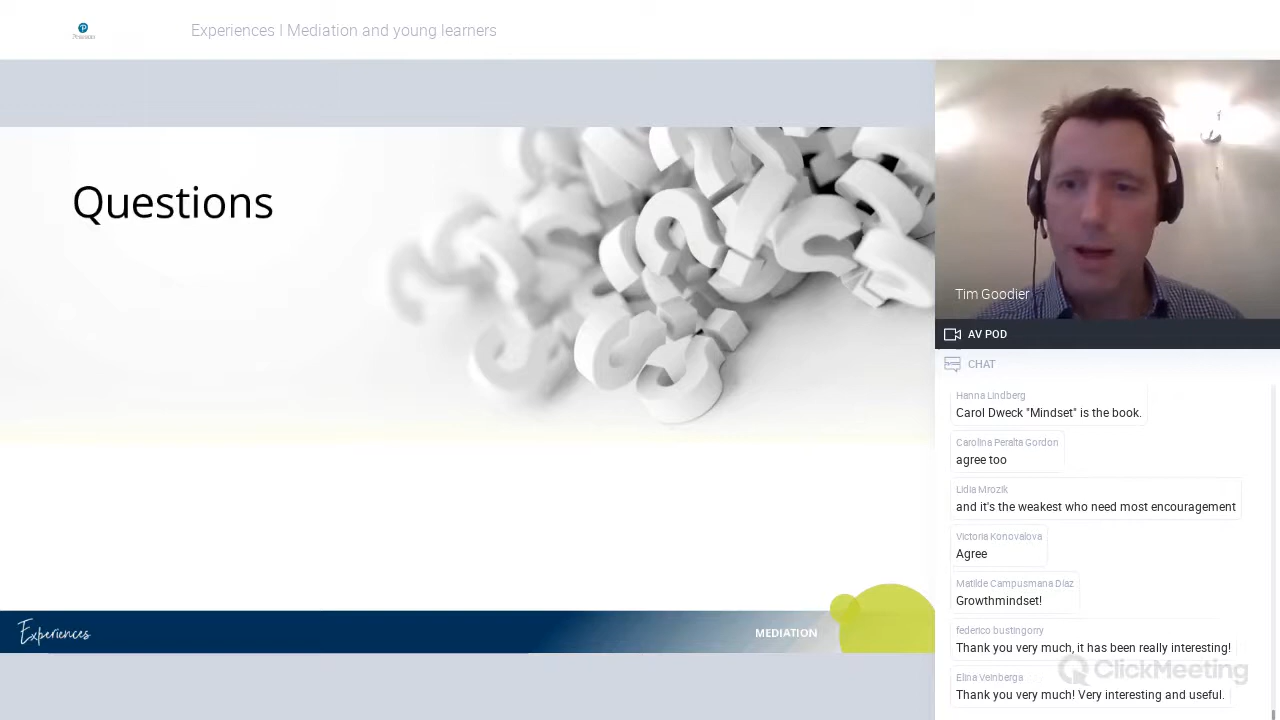 Pearson
Experiences I Mediation and young learners
Questions
Tim Goodier
AV POD
CHAT
Hanna Lindberg
Carol Dweck "Mindset" is the book.
Carolina Peralta Gordon
agree too
Lidia Mrozik
and it's the weakest who need most encouragement
Victoria Konovalova
Agree
Matilde Campusmana Diaz
Growthmindset!
federico bustingorry
Thank you very much, it has been really interesting!
Elina Veinberga
Thank you very much! Very interesting and useful.
ClickMeeting
Experiences
MEDIATION